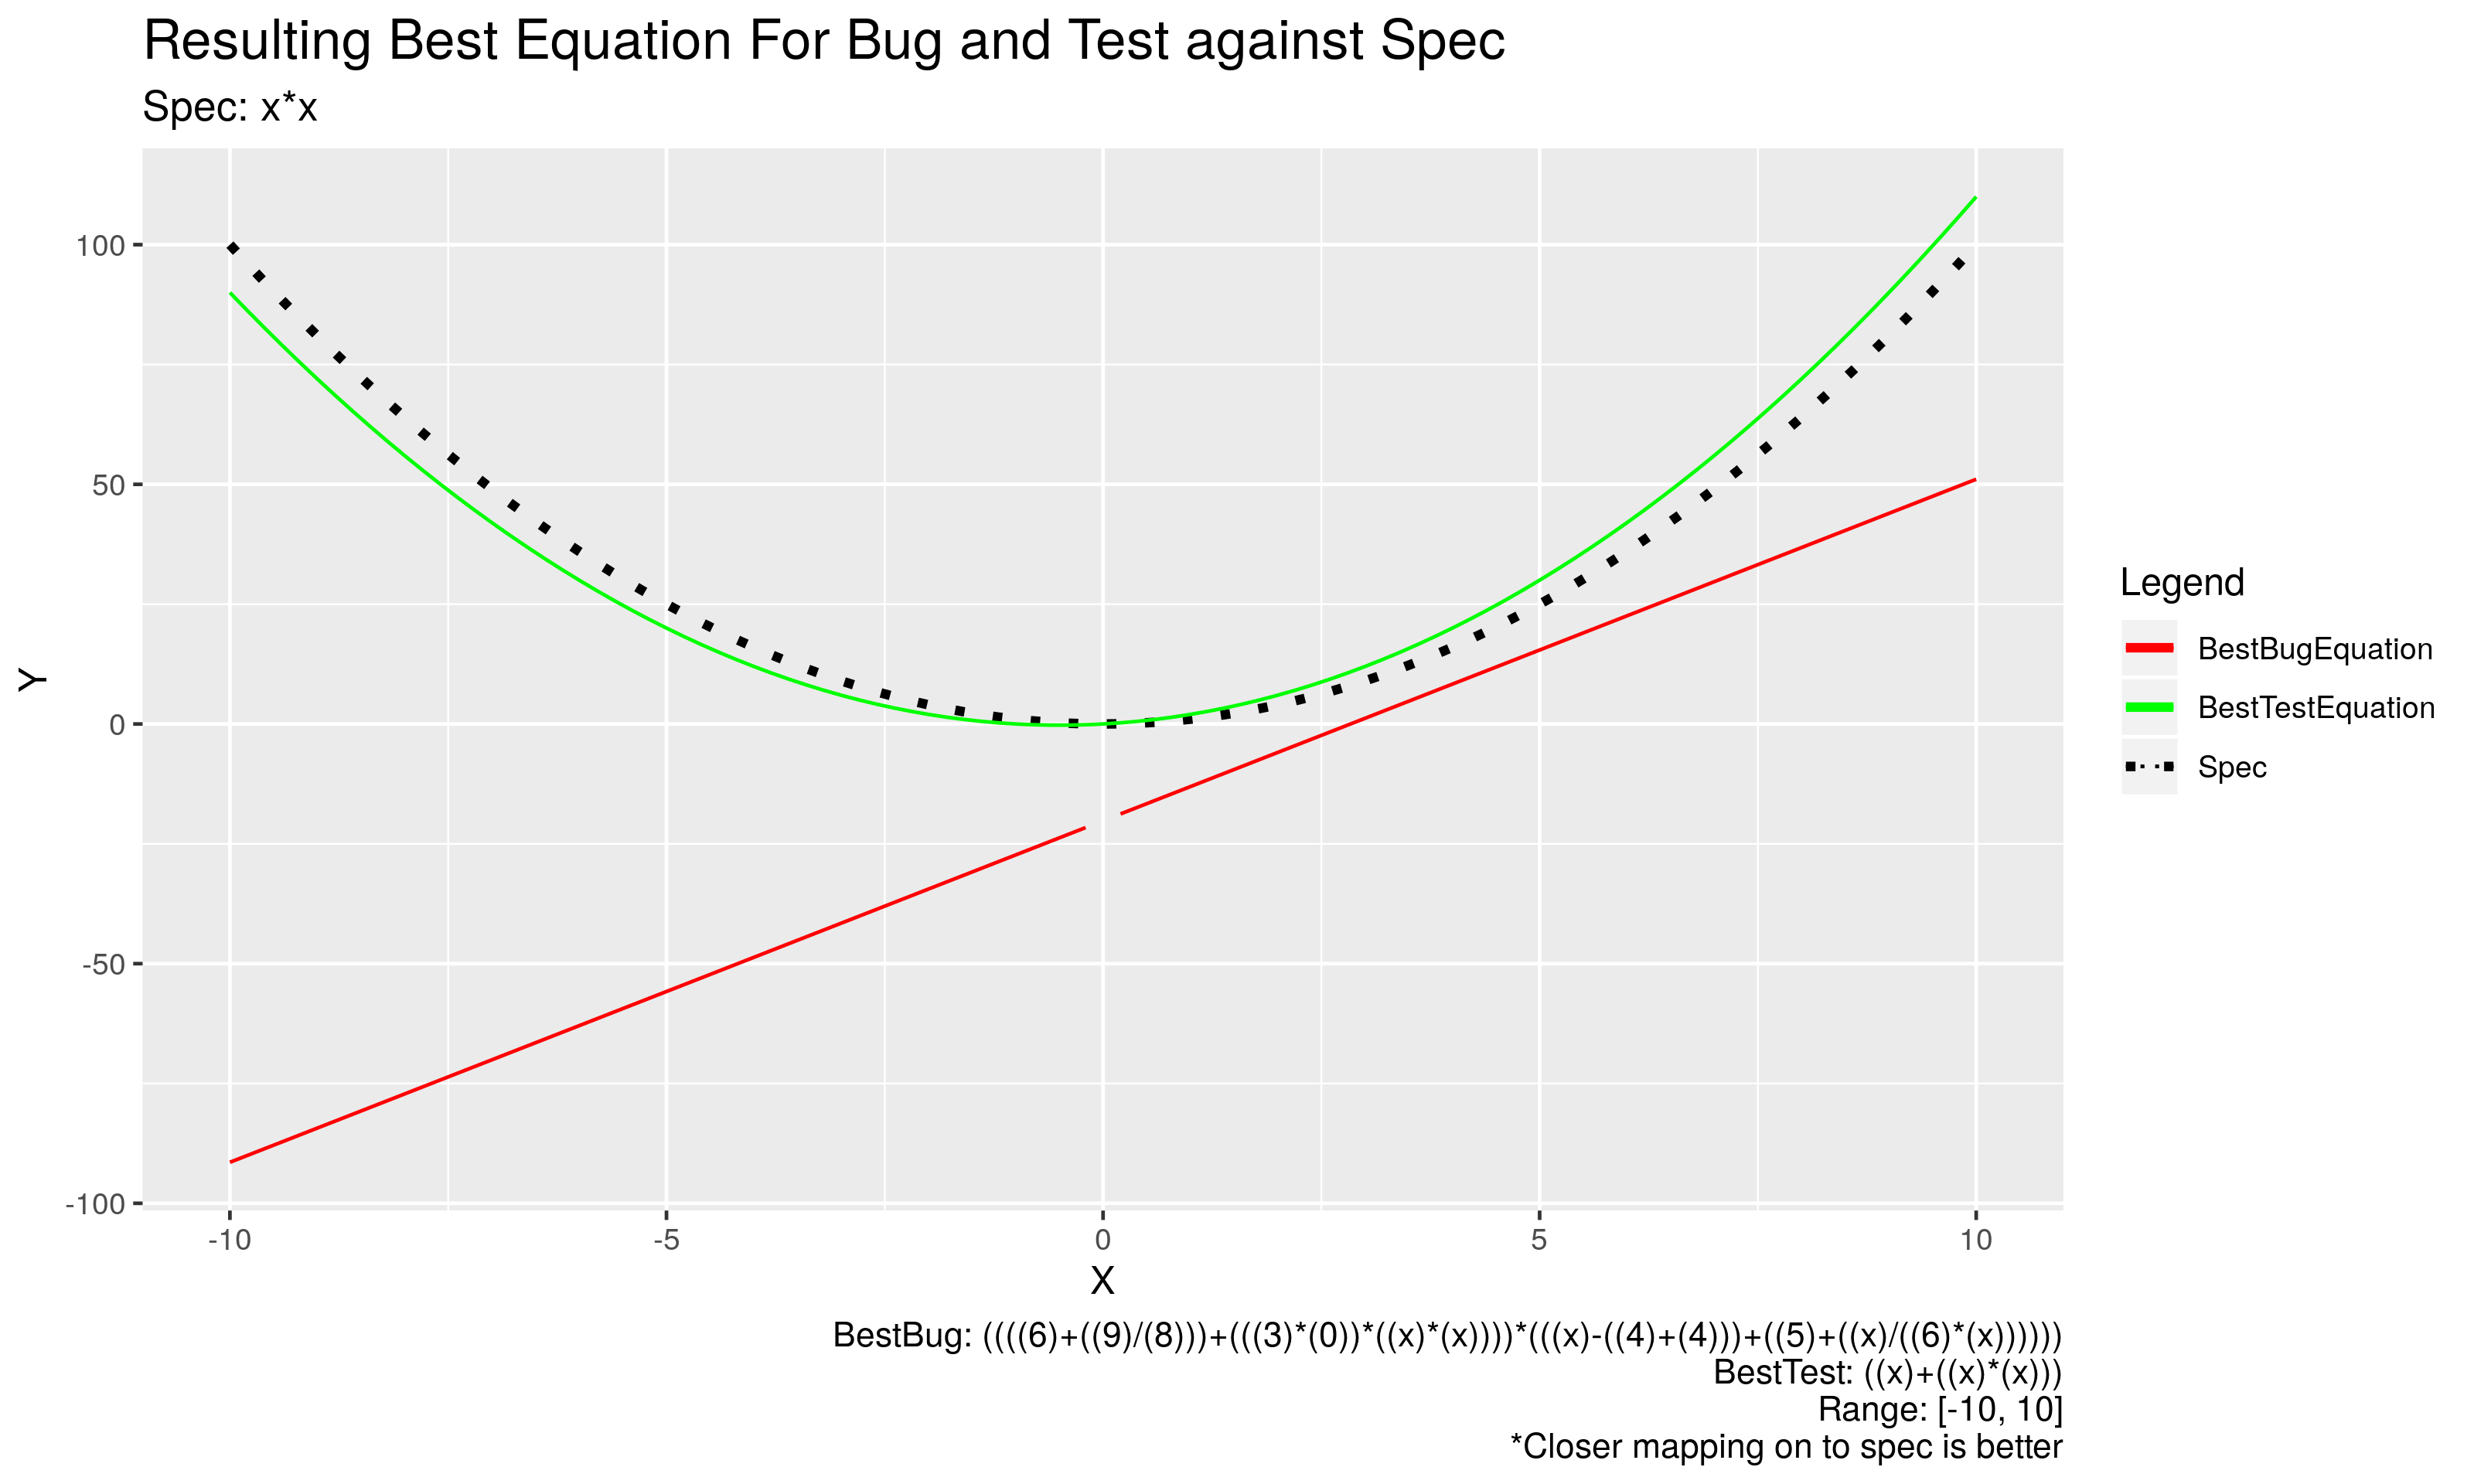 Resulting Best Equation For Bug and Test against Spec
Spec: x*x
Y
100
50
0
-50
-100
-10
-5
0
5
10
X
Legend
BestBugEquation
BestTestEquation
Spec
BestBug: ((((6)+((9)/(8)))+(((3)*(0))*((x)*(x))))*(((x)-((4)+(4)))+((5)+((x)/((6)*(x))))))
BestTest: ((x)+((x)*(x)))
Range: [-10, 10]
*Closer mapping on to spec is better